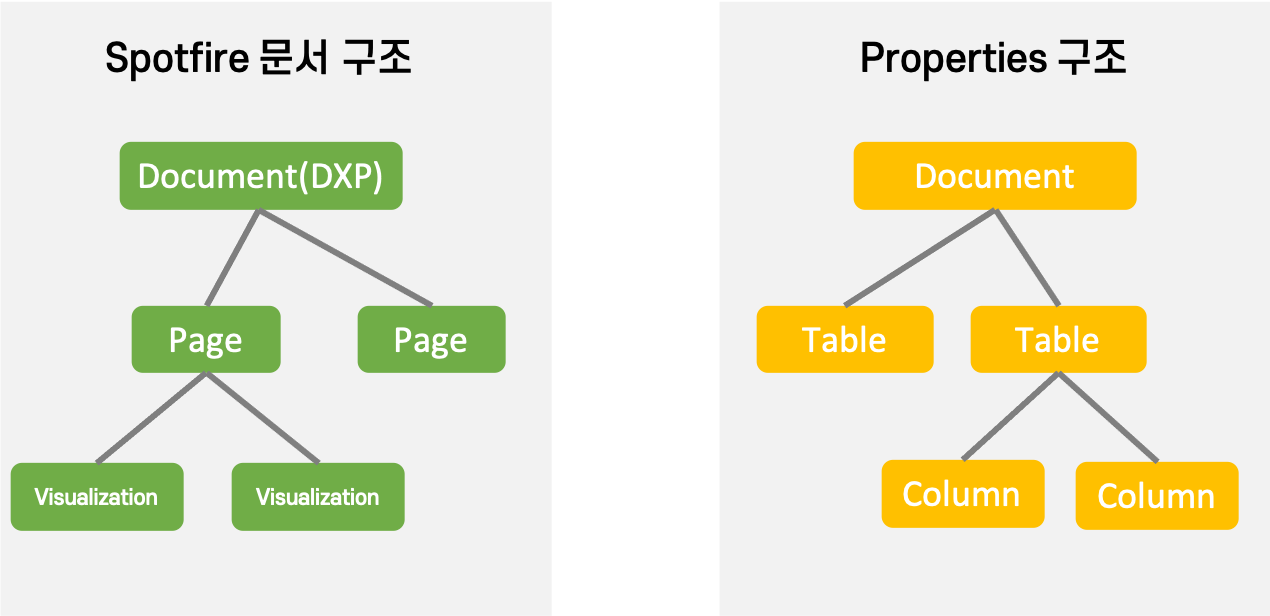 Spotfire 문서 구조
Document(DXP)
Page
Page
Visualization
Visualization
Properties 구조
Document
Table
Table
Column
Column